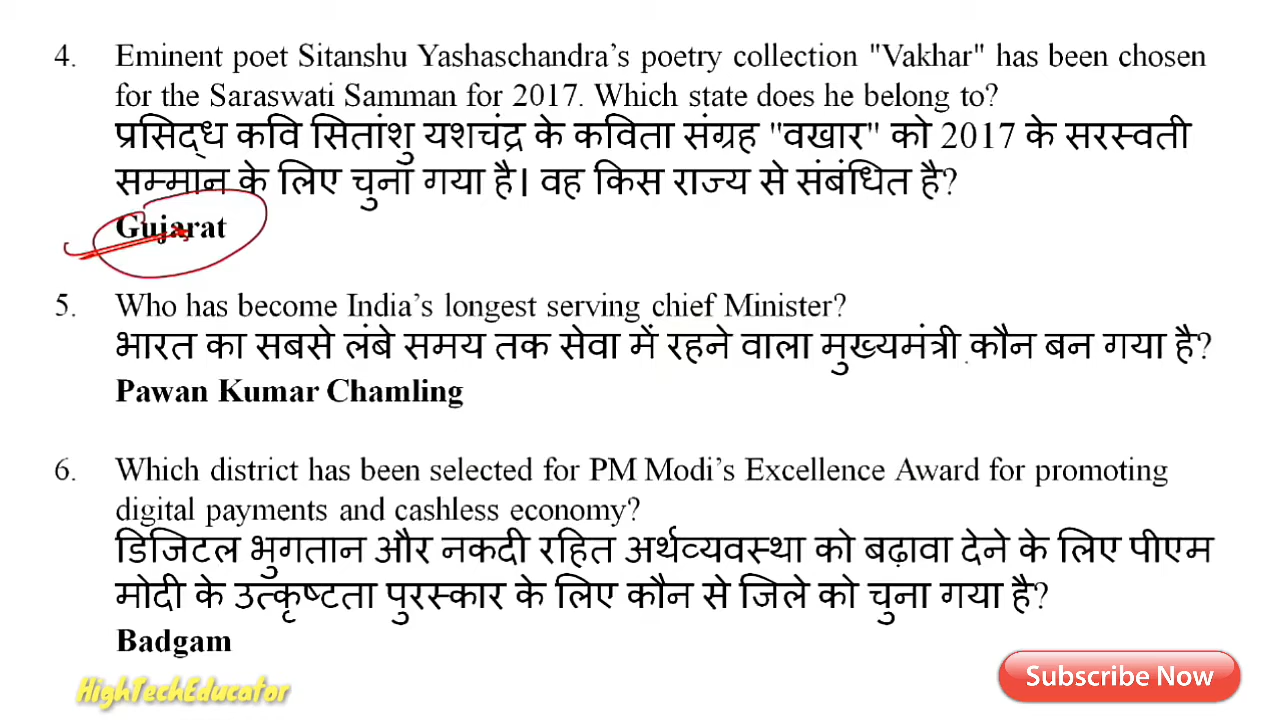 4. Eminent poet Sitanshu Yashaschandra’s poetry collection "Vakhar" has been chosen
for the Saraswati Samman for 2017. Which state does he belong to?
प्रसिद्ध कवि सितांशु यशचंद्र के कविता संग्रह "वखार" को 2017 के सरस्वती
सम्मान के लिए चुना गया है। वह किस राज्य से संबंधित है?
Gujarat
5. Who has become India’s longest serving chief Minister?
भारत का सबसे लंबे समय तक सेवा में रहने वाला मुख्यमंत्री कौन बन गया है?
Pawan Kumar Chamling
6. Which district has been selected for PM Modi’s Excellence Award for promoting
digital payments and cashless economy?
डिजिटल भुगतान और नकदी रहित अर्थव्यवस्था को बढ़ावा देने के लिए पीएम
मोदी के उत्कृष्टता पुरस्कार के लिए कौन से जिले को चुना गया है?
Badgam
HighTechEducator
Subscribe Now